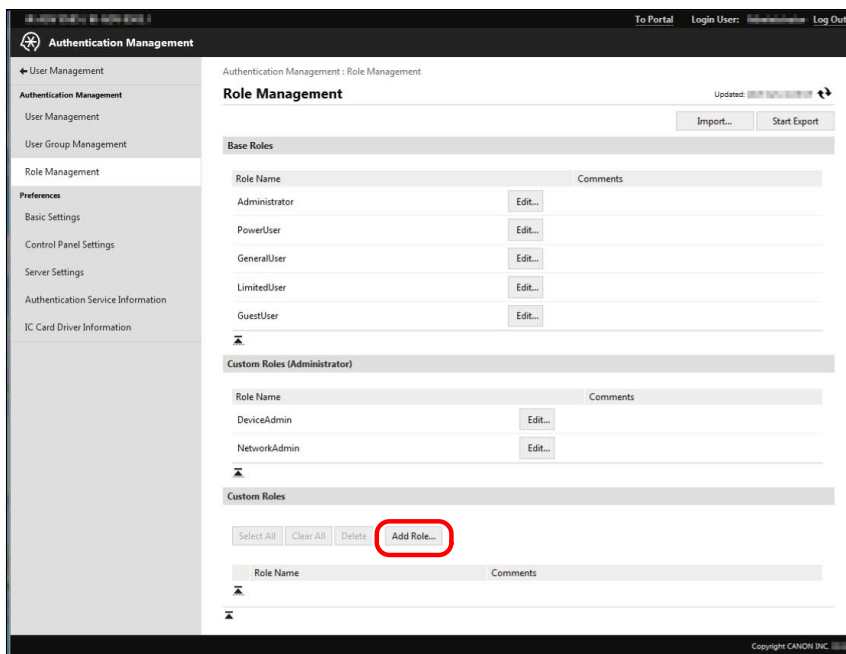 To Portal Login User: Log Out
Authentication Management
User Management
Authentication Management : Role Management
Authentication Management
Role Management
Updated:
User Management
Import... Start Export
User Group Management
Base Roles
Role Management
Role Name Comments
Preferences
Administrator Edit...
Basic Settings
PowerUser Edit...
Control Panel Settings
GeneralUser Edit...
Server Settings
LimitedUser Edit...
Authentication Service Information
GuestUser Edit...
IC Card Driver Information
Custom Roles (Administrator)
Role Name Comments
DeviceAdmin Edit...
NetworkAdmin Edit...
Custom Roles
Select All Clear All Delete Add Role...
Role Name Comments
Copyright CANON INC.